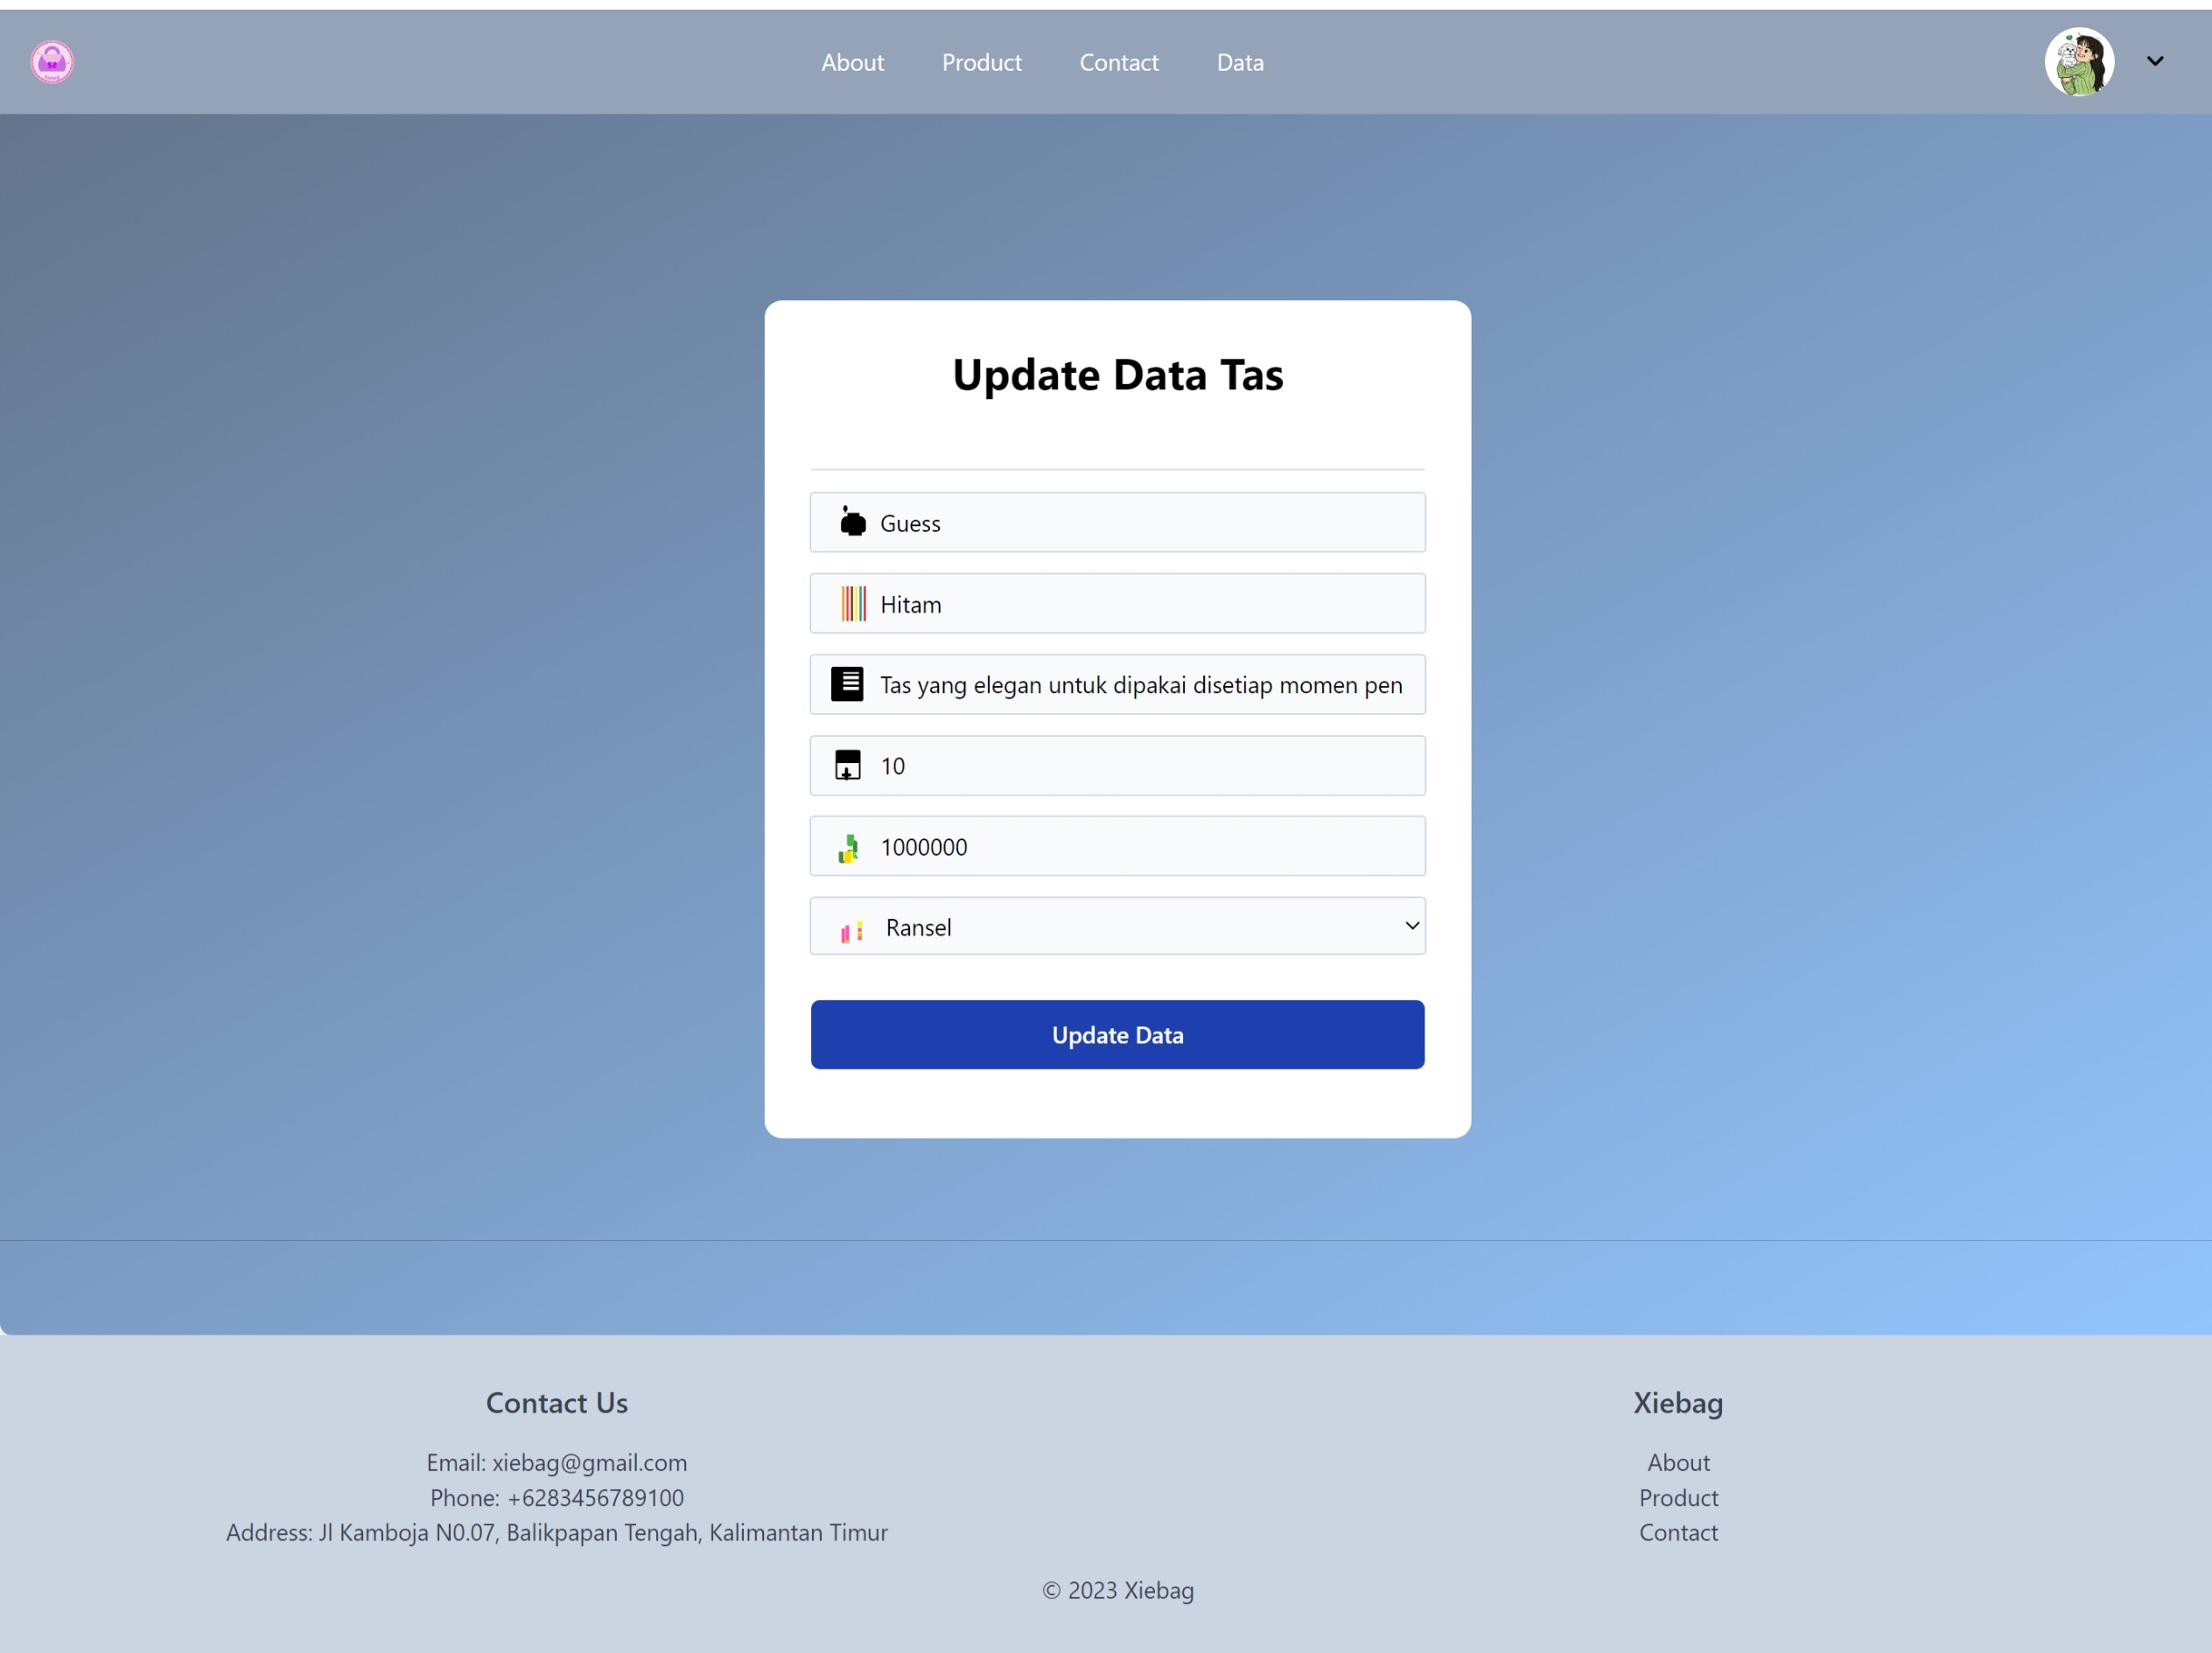 About Product Contact Data
Update Data Tas
Guess
Hitam
Tas yang elegan untuk dipakai disetiap momen pen
10
1000000
Ransel
Update Data
Contact Us
Email: xiebag@gmail.com
Phone: +6283456789100
Address: Jl Kamboja N0.07, Balikpapan Tengah, Kalimantan Timur
Xiebag
About
Product
Contact
© 2023 Xiebag